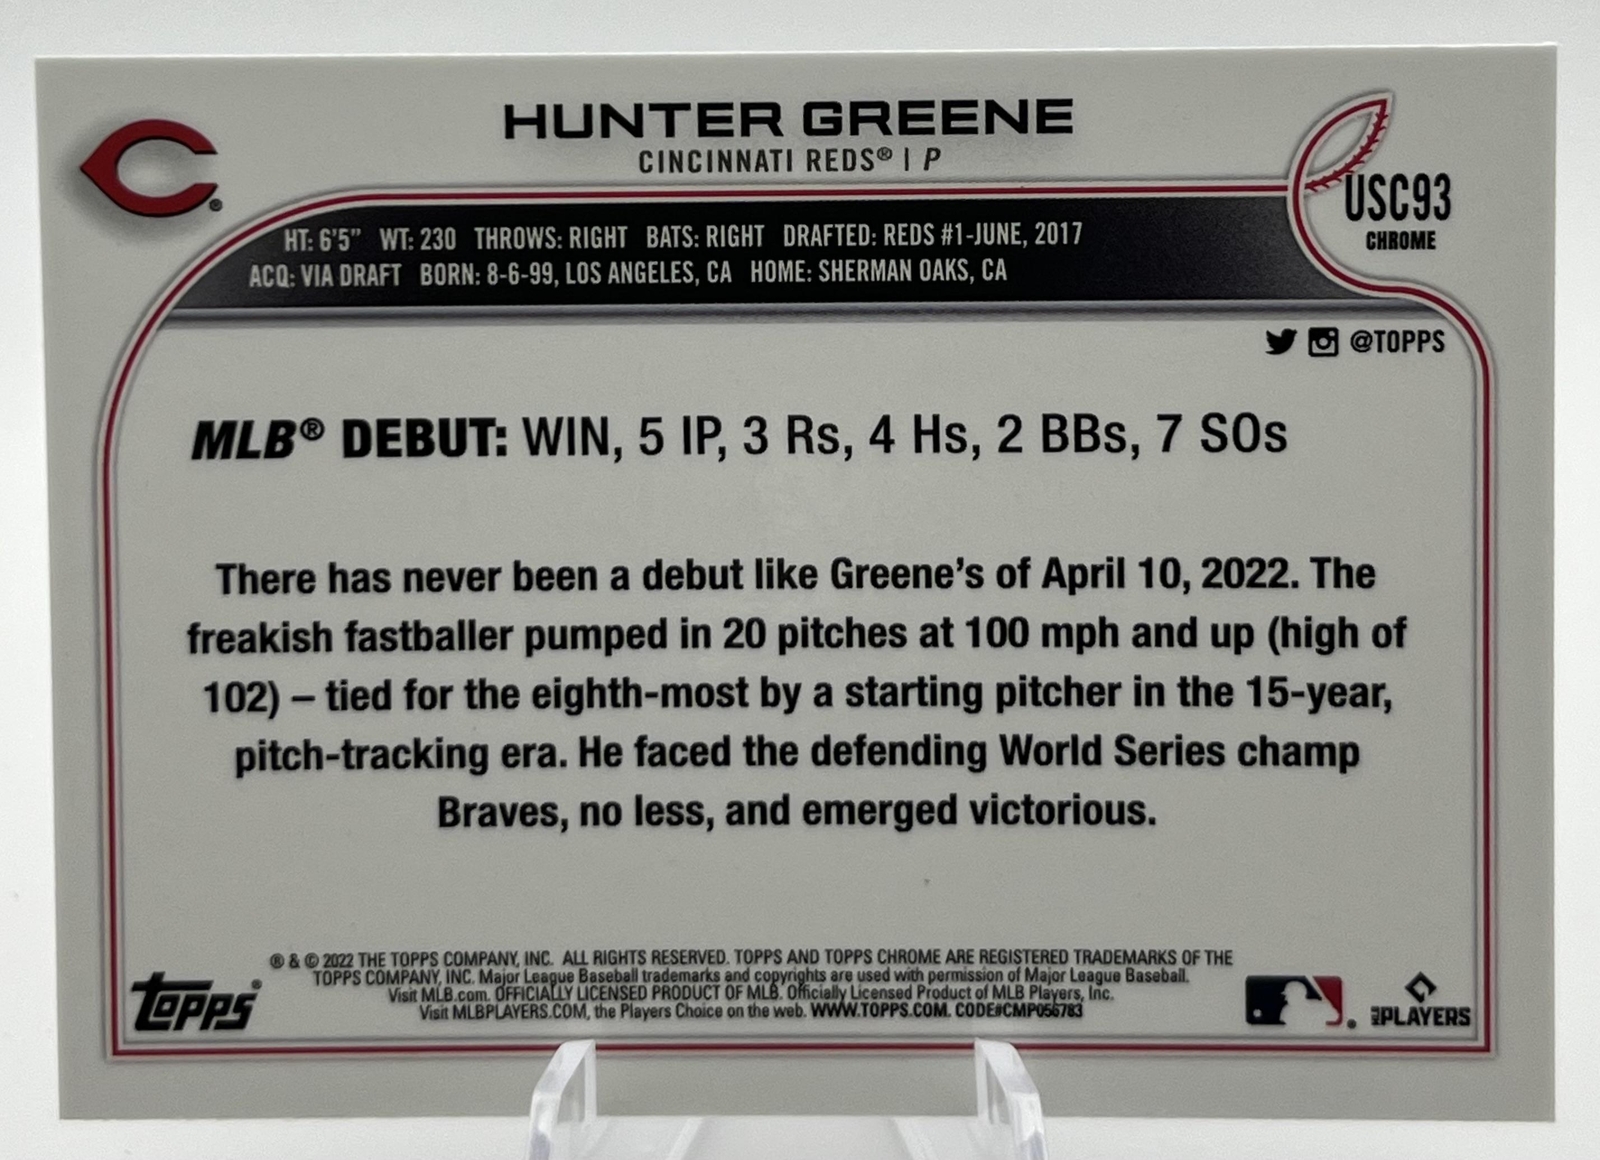 HUNTER GREENE
CINCINNATI REDS® | P
USC93
CHROME
HT: 6'5" WT: 230 THROWS: RIGHT BATS: RIGHT DRAFTED: REDS #1-JUNE, 2017
ACQ: VIA DRAFT BORN: 8-6-99, LOS ANGELES, CA HOME: SHERMAN OAKS, CA
@TOPPS
MLB® DEBUT: WIN, 5 IP, 3 Rs, 4 Hs, 2 BBs, 7 SOs
There has never been a debut like Greene's of April 10, 2022. The
freakish fastballer pumped in 20 pitches at 100 mph and up (high of
102) – tied for the eighth-most by a starting pitcher in the 15-year,
pitch-tracking era. He faced the defending World Series champ
Braves, no less, and emerged victorious.
® & © 2022 THE TOPPS COMPANY, INC. ALL RIGHTS RESERVED. TOPPS AND TOPPS CHROME ARE REGISTERED TRADEMARKS OF THE
TOPPS COMPANY, INC. Major League Baseball trademarks and copyrights are used with permission of Major League Baseball.
Visit MLB.com. OFFICIALLY LICENSED PRODUCT OF MLB. Officially Licensed Product of MLB Players, Inc.
Visit MLBPLAYERS.COM, the Players Choice on the web. WWW.TOPPS.COM. CODE#CMP056783
topps®
MLB PLAYERS